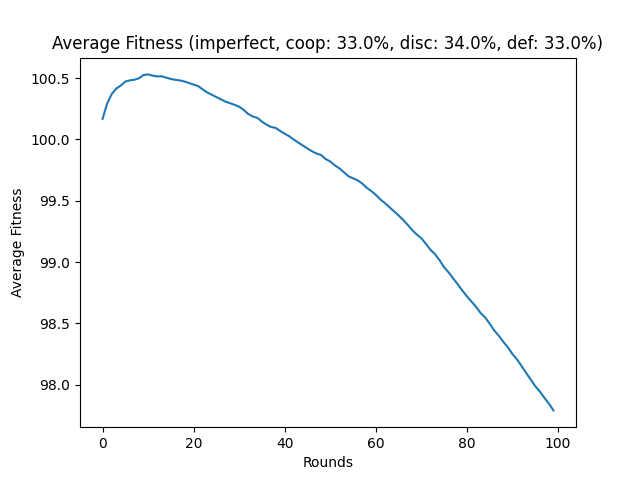 Average Fitness (imperfect, coop: 33.0%, disc: 34.0%, def: 33.0%)
100.5
100.0
99.5
99.0
98.5
98.0
Average Fitness
0 20 40 60 80 100
Rounds